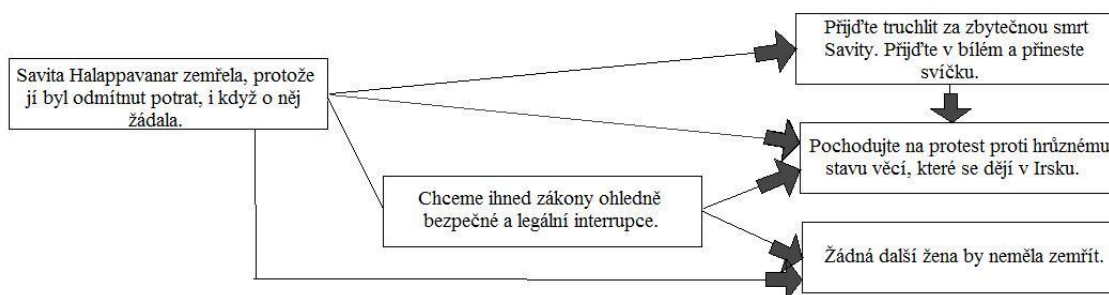 Savita Halappavanar zemřela, protože
jí byl odmítnut potrat, i když o něj
žádala.
Přijďte truchlit za zbytečnou smrt
Savity. Přijďte v bílém a přineste
svíčku.
Pochodujte na protest proti hrůznému
stavu věcí, které se dějí v Irsku.
Chceme ihned zákony ohledně
bezpečné a legální interrupce.
Žádná další žena by neměla zemřít.